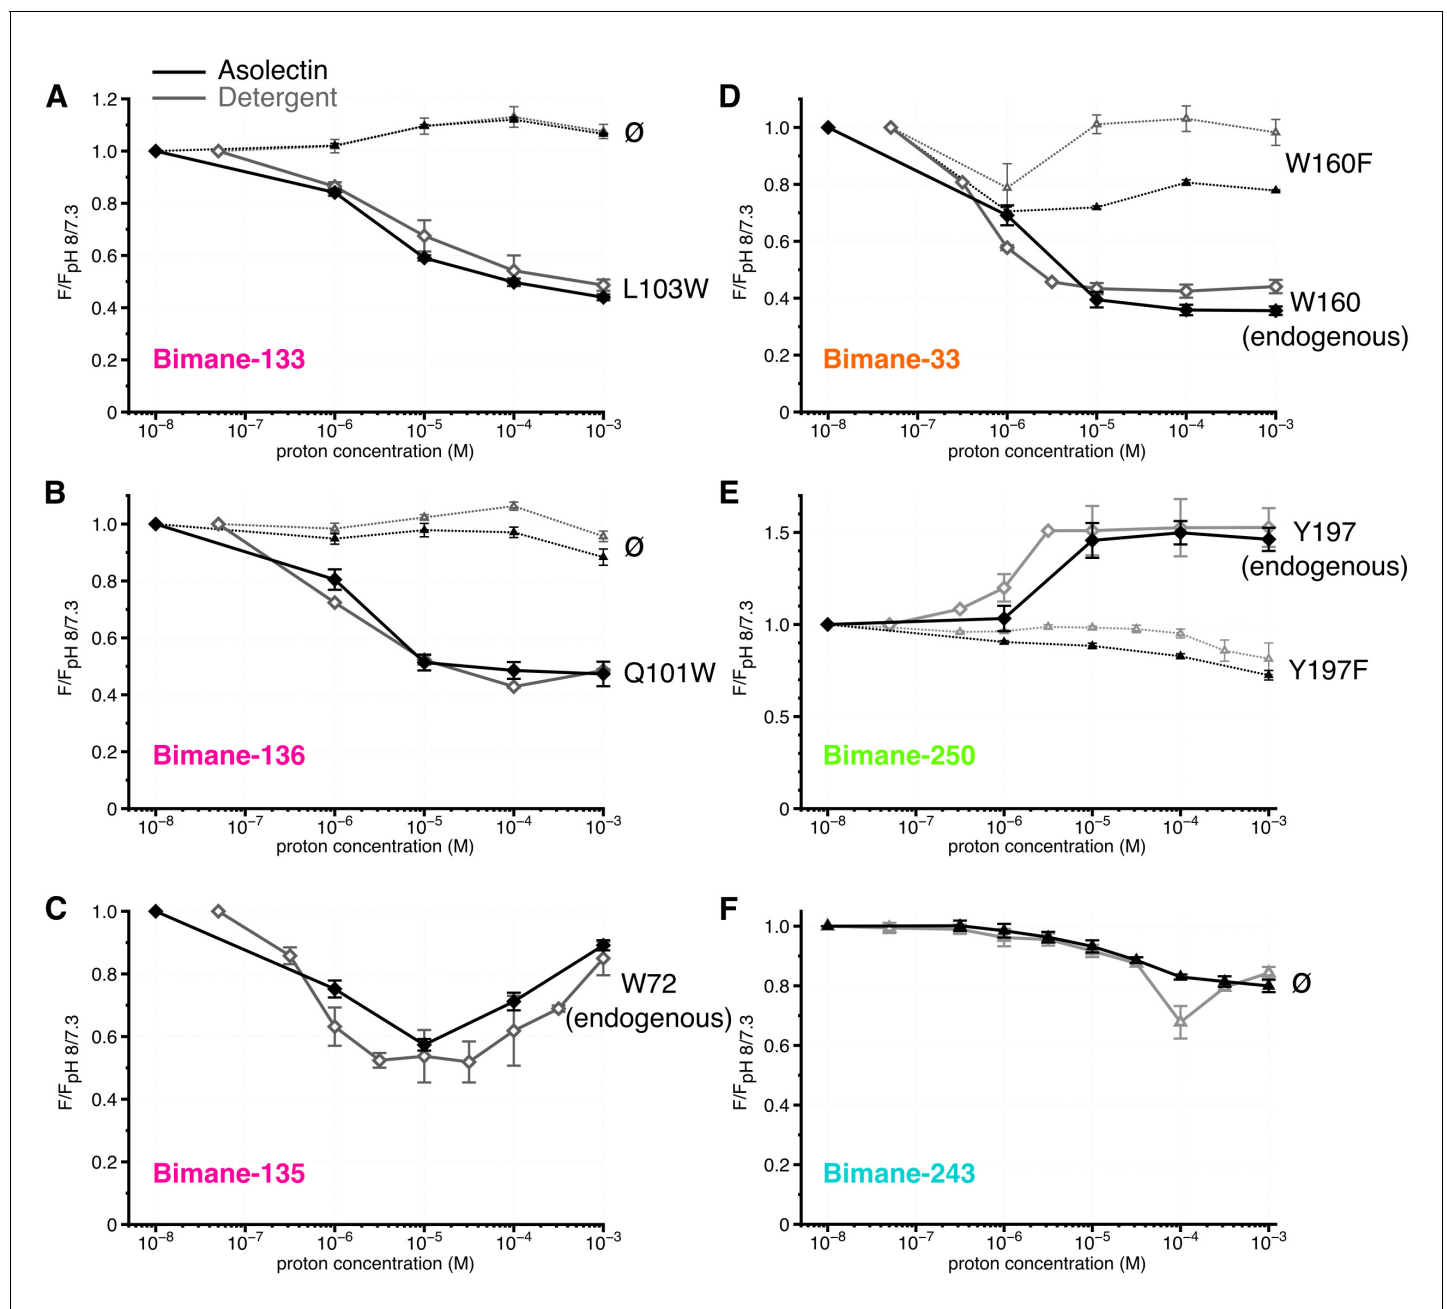 Asolectin
Detergent
A
1.2
1.0
0.8
0.6
0.4
0.2
0
F/FpH 8/7.3
Ø
L103W
Bimane-133
10⁻⁸ 10⁻⁷ 10⁻⁶ 10⁻⁵ 10⁻⁴ 10⁻³
proton concentration (M)
B
1.0
0.8
0.6
0.4
0.2
0
F/FpH 8/7.3
Ø
Q101W
Bimane-136
10⁻⁸ 10⁻⁷ 10⁻⁶ 10⁻⁵ 10⁻⁴ 10⁻³
proton concentration (M)
C
1.0
0.8
0.6
0.4
0.2
0
F/FpH 8/7.3
W72
(endogenous)
Bimane-135
10⁻⁸ 10⁻⁷ 10⁻⁶ 10⁻⁵ 10⁻⁴ 10⁻³
proton concentration (M)
D
1.0
0.8
0.6
0.4
0.2
0
F/FpH 8/7.3
W160F
W160
(endogenous)
Bimane-33
10⁻⁸ 10⁻⁷ 10⁻⁶ 10⁻⁵ 10⁻⁴ 10⁻³
proton concentration (M)
E
1.5
1.0
0.5
0
F/FpH 8/7.3
Y197
(endogenous)
Y197F
Bimane-250
10⁻⁸ 10⁻⁷ 10⁻⁶ 10⁻⁵ 10⁻⁴ 10⁻³
proton concentration (M)
F
1.0
0.8
0.6
0.4
0.2
0
F/FpH 8/7.3
Ø
Bimane-243
10⁻⁸ 10⁻⁷ 10⁻⁶ 10⁻⁵ 10⁻⁴ 10⁻³
proton concentration (M)